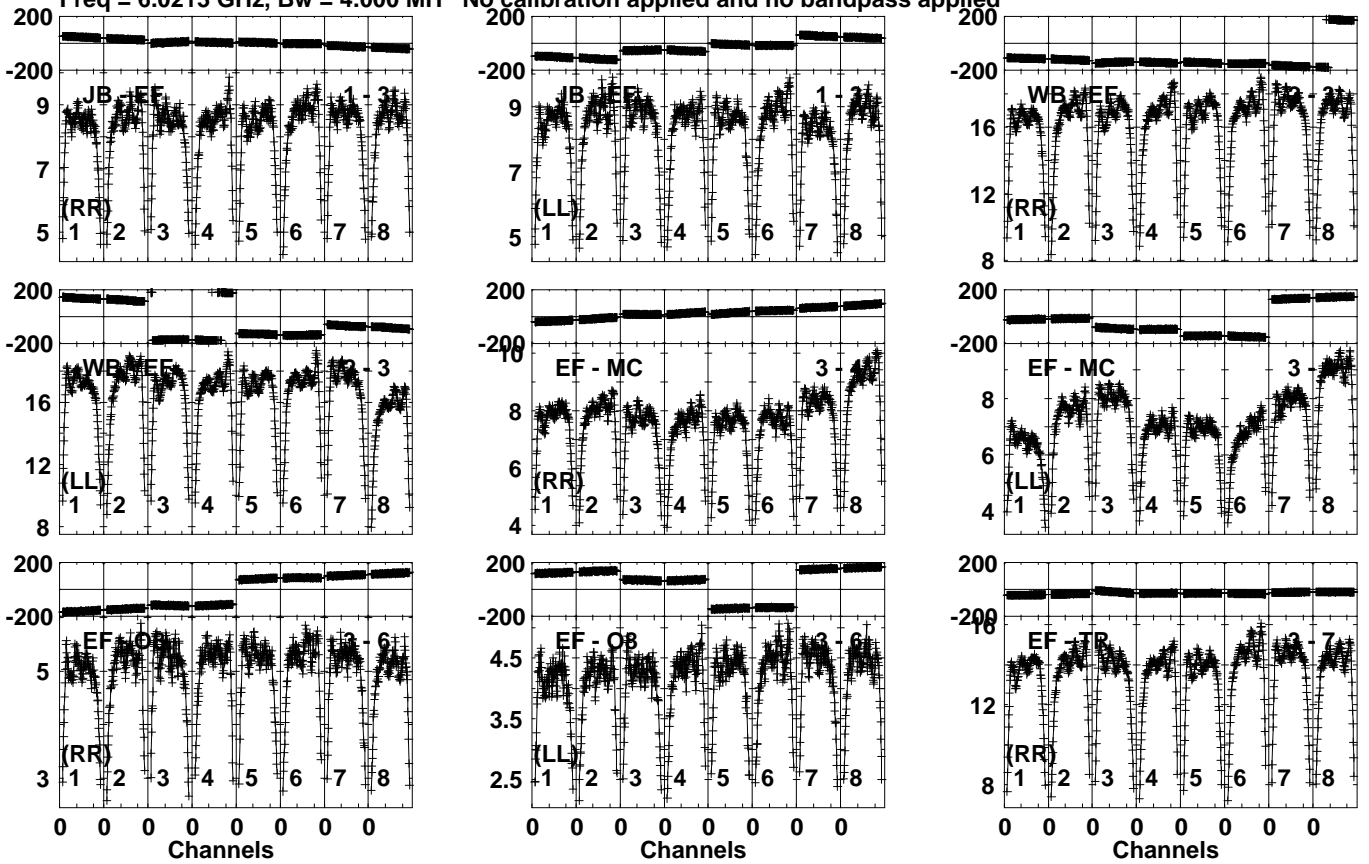 Freq = 6.0213 GHz, Bw = 4.000 MH No calibration applied and no bandpass applied
200 200 200
-200 -200 -200
JB - EF 1 - 3 JB - EF 1 - 3 WB - EF 2 - 3
9 9 16
7 7 12
(RR) (LL) (RR)
5 1 2 3 4 5 6 7 8 5 1 2 3 4 5 6 7 8 1 2 3 4 5 6 7 8
8
200 200 200
-200 -200 -200
10
WB - EF 2 - 3 EF - MC 3 - 4 EF - MC 3 -
16 8 8
12 6 6
(LL) (RR) (LL)
1 2 3 4 5 6 7 8 1 2 3 4 5 6 7 8 1 2 3 4 5 6 7 8
8 4 4
200 200 200
-200 -200 -200
16
EF - O8 3 - 6 EF - O8 3 - 6 EF - TR 3 - 7
5 4.5 12
3.5
(RR) (LL) (RR)
3 1 2 3 4 5 6 7 8 2.5 1 2 3 4 5 6 7 8 8 1 2 3 4 5 6 7 8
0 0 0 0 0 0 0 0 0 0 0 0 0 0 0 0 0 0 0 0 0 0 0 0
Channels Channels Channels